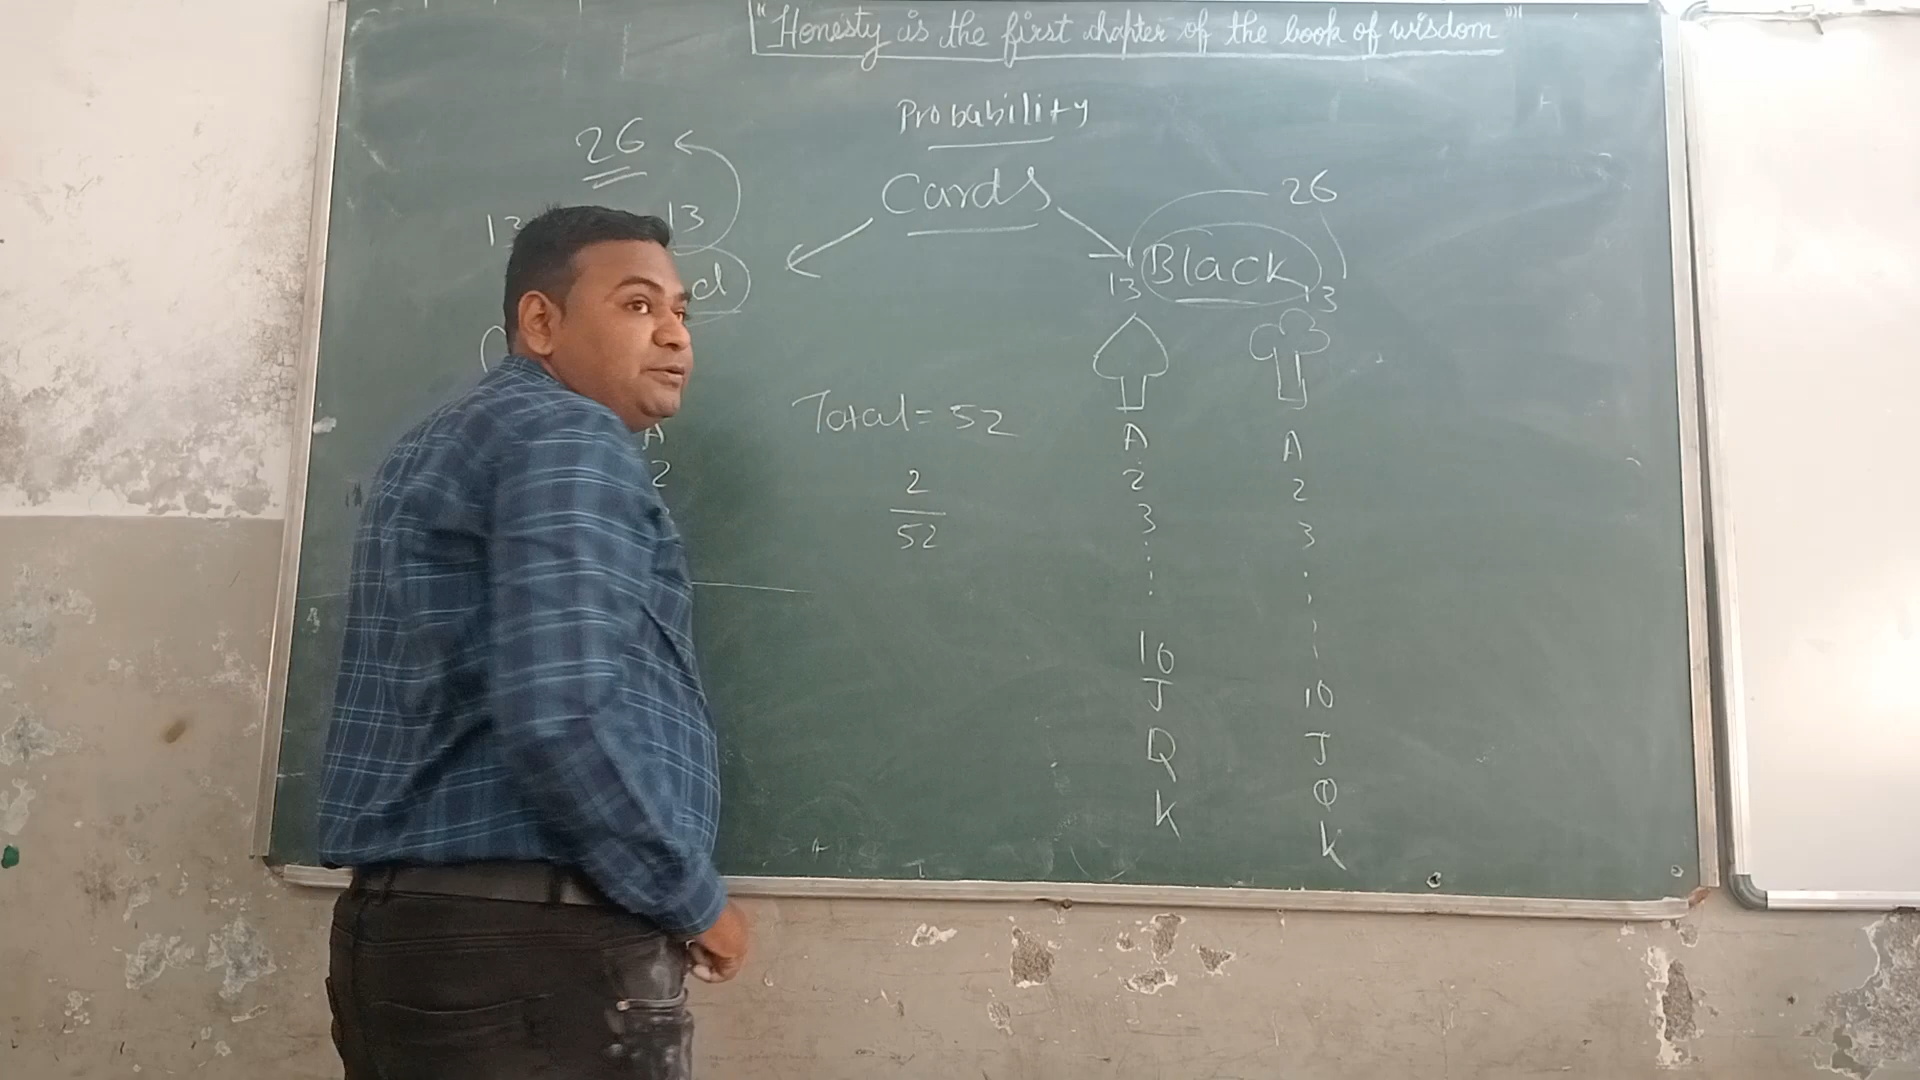 "Honesty is the first chapter of the book of wisdom"
Probability
Cards
26
13 13
26
Black
13 13
Total = 52
2
52
A
2
A
2
3
10
J
Q
K
A
2
3
10
J
Q
K